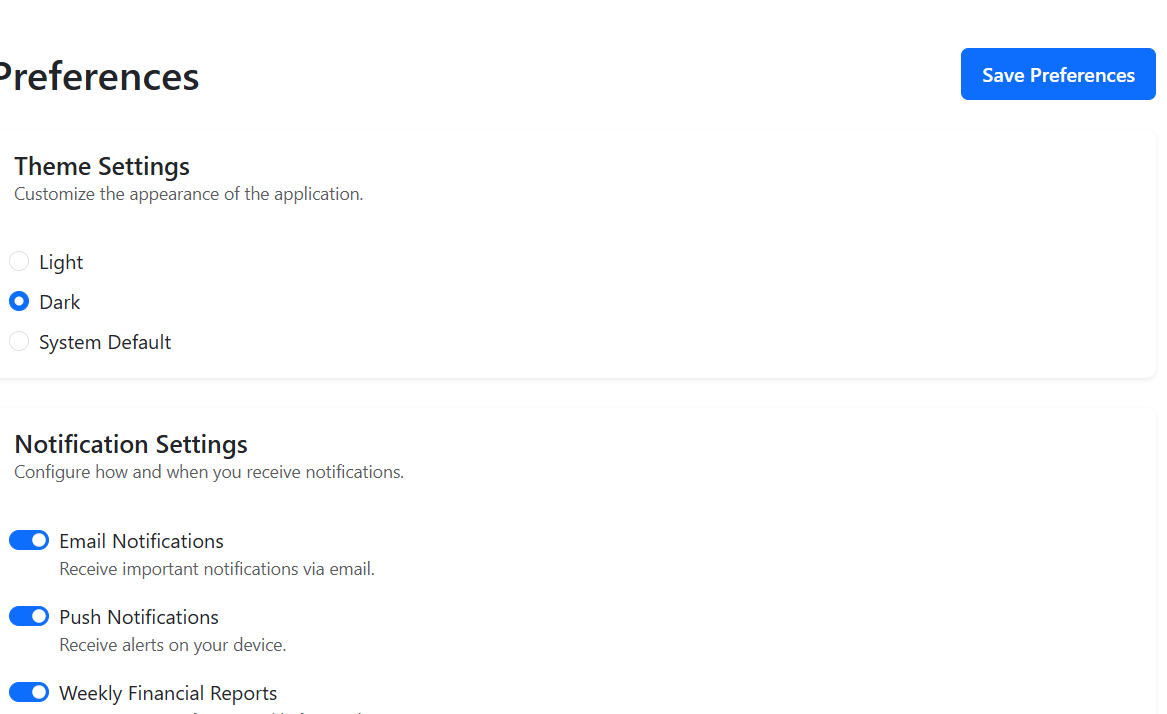 Preferences
Save Preferences
Theme Settings
Customize the appearance of the application.
Light
Dark
System Default
Notification Settings
Configure how and when you receive notifications.
Email Notifications
Receive important notifications via email.
Push Notifications
Receive alerts on your device.
Weekly Financial Reports